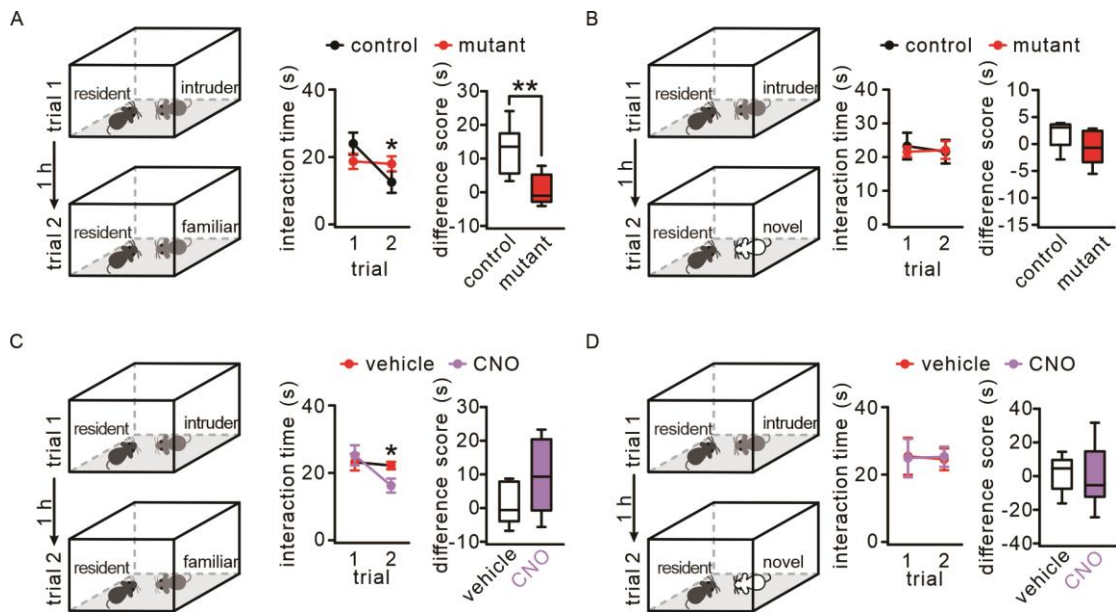 A
trial 1
1 h
trial 2
resident
intruder
resident
familiar
control
mutant
interaction time (s)
40
20
0
1
2
trial
*
difference score (s)
30
20
10
0
-10
**
control
mutant
B
trial 1
1 h
trial 2
resident
intruder
resident
novel
control
mutant
interaction time (s)
40
30
20
10
0
1
2
trial
difference score (s)
10
5
0
-5
-10
-15
control
mutant
C
trial 1
1 h
trial 2
resident
intruder
resident
familiar
vehicle
CNO
interaction time (s)
40
20
0
1
2
trial
*
difference score (s)
30
20
10
0
-10
vehicle
CNO
D
trial 1
1 h
trial 2
resident
intruder
resident
novel
vehicle
CNO
interaction time (s)
40
20
0
1
2
trial
difference score (s)
40
20
0
-20
-40
vehicle
CNO